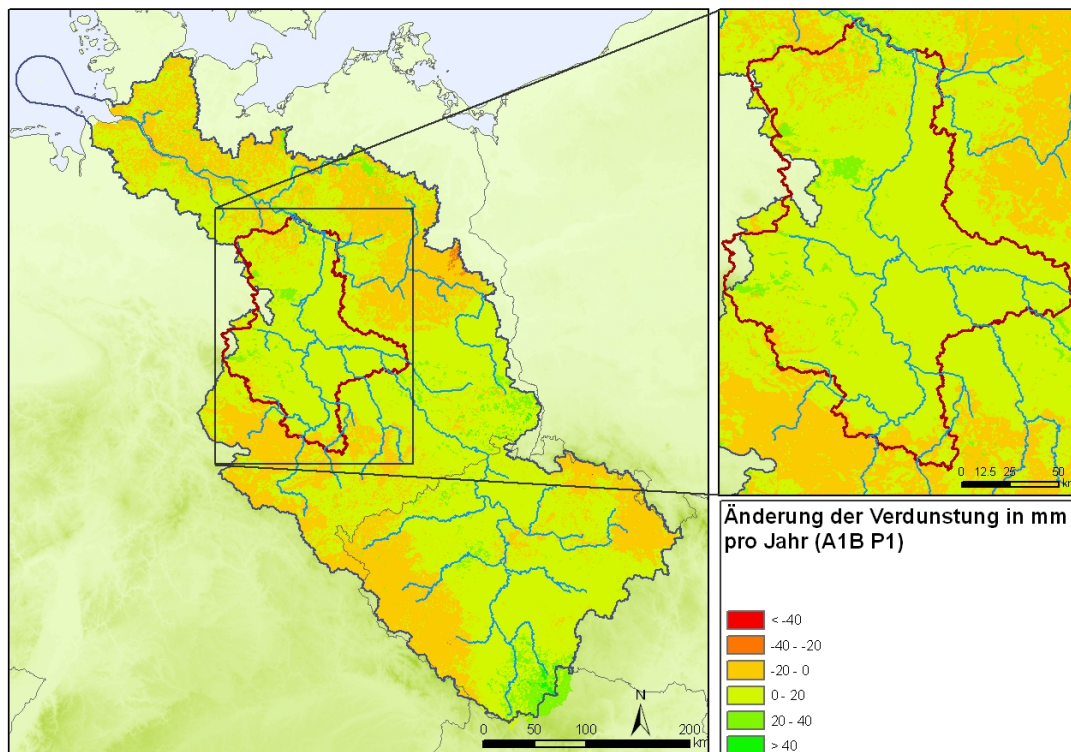 0 12.5 25 50
km
Änderung der Verdunstung in mm
pro Jahr (A1B P1)
< -40
-40 - -20
-20 - 0
0 - 20
20 - 40
> 40
N
0 50 100 200
km